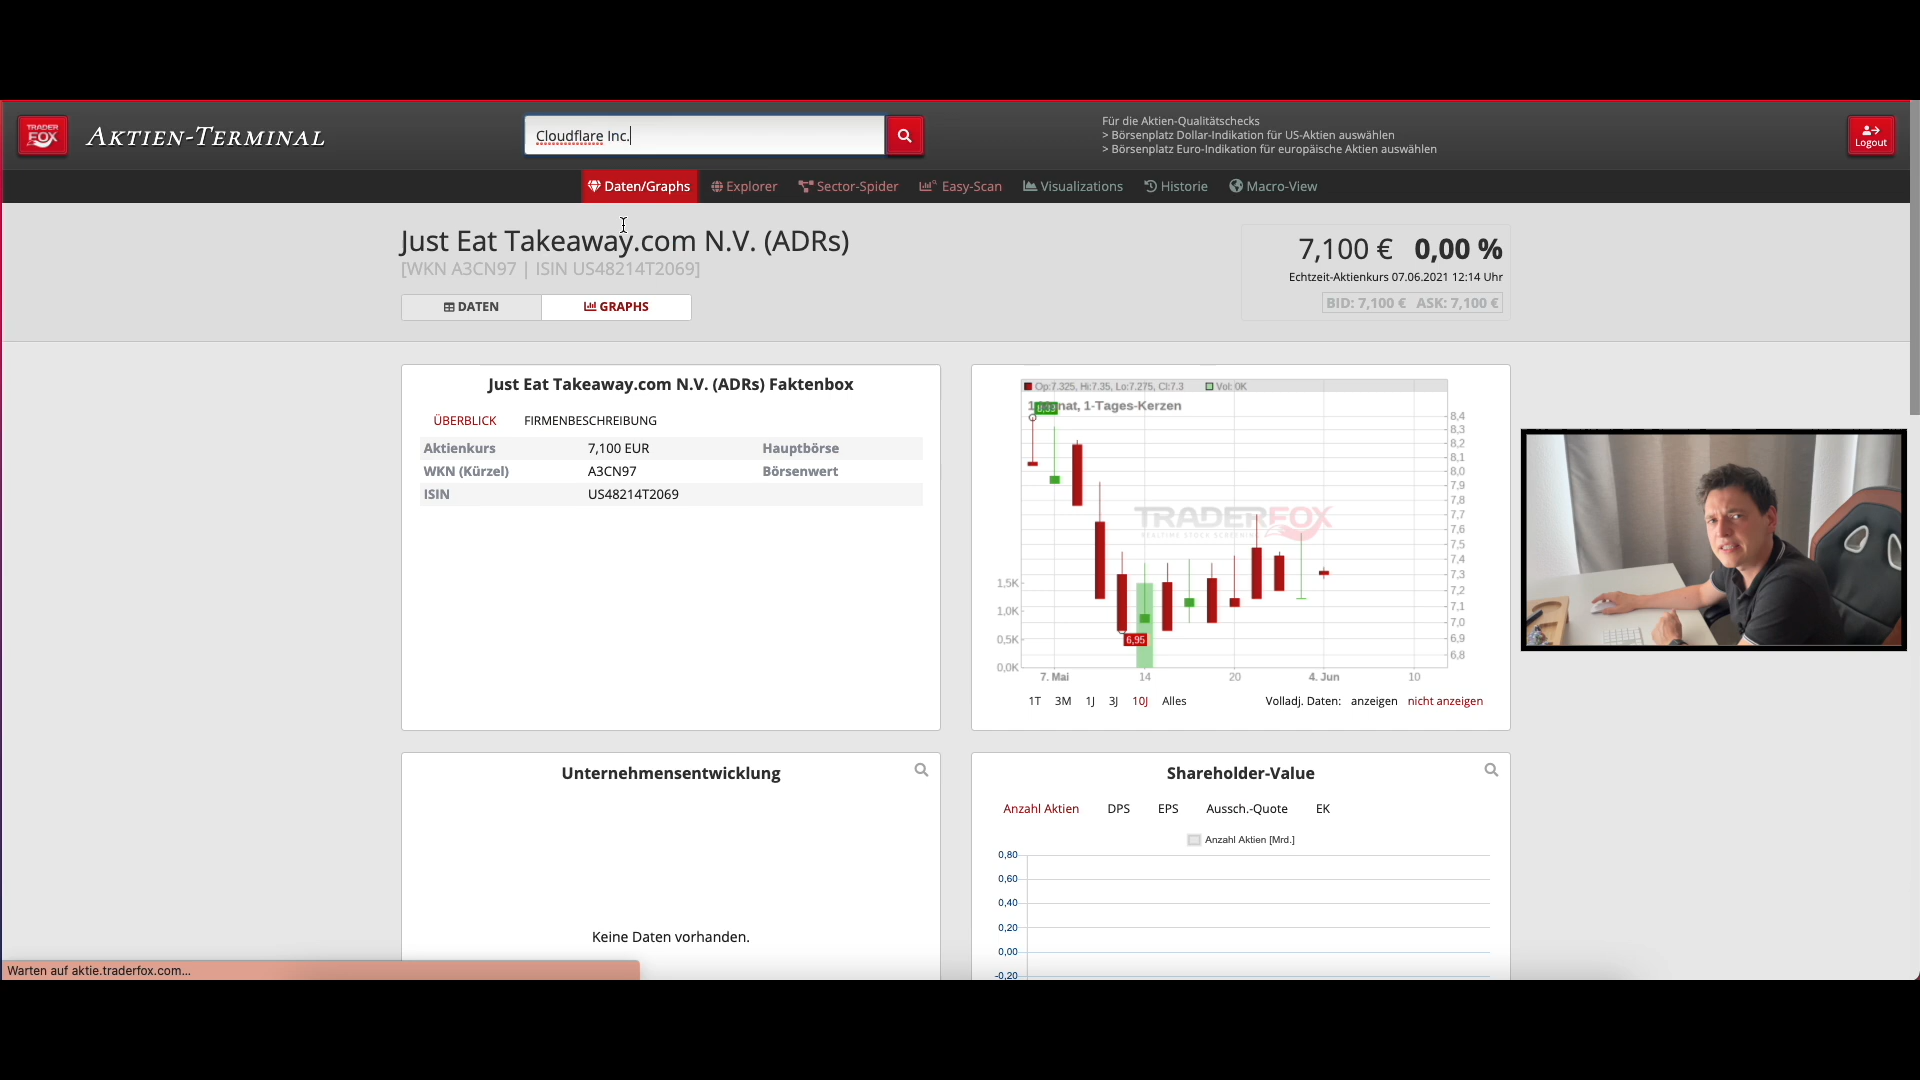 TRADER
FOX
AKTIEN-TERMINAL
Cloudflare Inc.
Für die Aktien-Qualitätschecks
> Börsenplatz Dollar-Indikation für US-Aktien auswählen
> Börsenplatz Euro-Indikation für europäische Aktien auswählen
Logout
Daten/Graphs Explorer Sector-Spider Easy-Scan Visualizations Historie Macro-View
Just Eat Takeaway.com N.V. (ADRs)
[WKN A3CN97 | ISIN US48214T2069]
7,100 € 0,00 %
Echtzeit-Aktienkurs 07.06.2021 12:14 Uhr
BID: 7,100 € ASK: 7,100 €
DATEN GRAPHS
Just Eat Takeaway.com N.V. (ADRs) Faktenbox
ÜBERBLICK FIRMENBESCHREIBUNG
Aktienkurs 7,100 EUR Hauptbörse
WKN (Kürzel) A3CN97 Börsenwert
ISIN US48214T2069
Op:7.325, Hi:7.35, Lo:7.275, Cl:7.3 Vol: 0K
nat, 1-Tages-Kerzen
8,4
8,3
8,2
8,1
8,0
7,9
7,8
7,7
7,6
7,5
7,4
7,3
7,2
7,1
7,0
6,9
6,8
1,5K
1,0K
0,5K
0,0K
TRADERFOX
REALTIME STOCK SCREENING
6,95
7. Mai 14 20 4. Jun 10
1T 3M 1J 3J 10J Alles Volladj. Daten: anzeigen nicht anzeigen
Unternehmensentwicklung
Keine Daten vorhanden.
Shareholder-Value
Anzahl Aktien DPS EPS Aussch.-Quote EK
Anzahl Aktien [Mrd.]
0,80
0,60
0,40
0,20
0,00
-0,20
Warten auf aktie.traderfox.com...